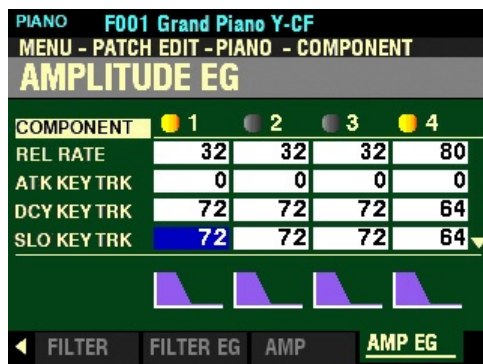 PIANO F001 Grand Piano Y-CF
MENU - PATCH EDIT - PIANO - COMPONENT
AMPLITUDE EG
COMPONENT 1 2 3 4
REL RATE 32 32 32 80
ATK KEY TRK 0 0 0 0
DCY KEY TRK 72 72 72 64
SLO KEY TRK 72 72 72 64
FILTER FILTER EG AMP AMP EG